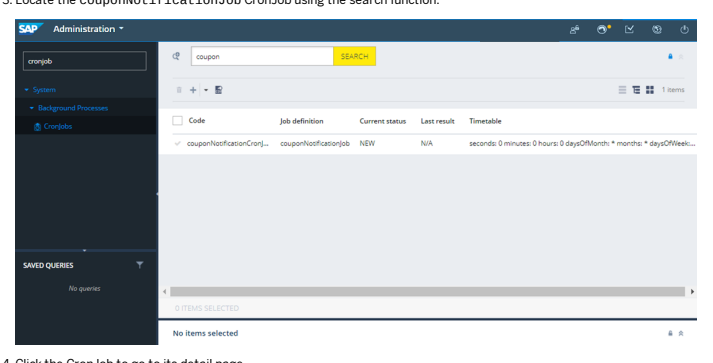 3. Locate the couponNotificationJob CronJob using the search function.
SAP Administration
cronjob
coupon SEARCH
System
1 items
Background Processes
CronJobs
Code Job definition Current status Last result Timetable
couponNotificationCronJ... couponNotificationJob NEW N/A seconds: 0 minutes: 0 hours: 0 daysOfMonth: * months: * daysOfWeek:...
SAVED QUERIES
No queries
0 ITEMS SELECTED
No items selected
4. Click the CronJob to go to its detail page.